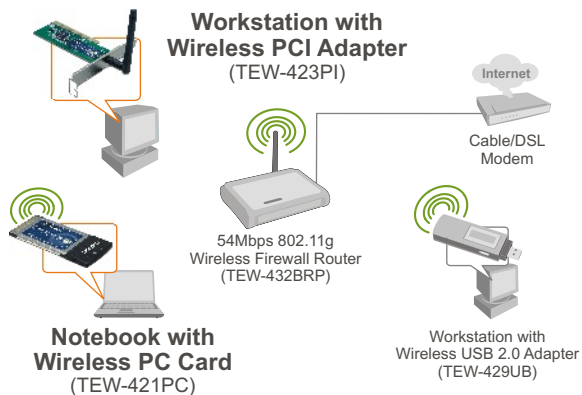 Workstation with
Wireless PCI Adapter
(TEW-423PI)
Internet
Cable/DSL
Modem
54Mbps 802.11g
Wireless Firewall Router
(TEW-432BRP)
Notebook with
Wireless PC Card
(TEW-421PC)
Workstation with
Wireless USB 2.0 Adapter
(TEW-429UB)